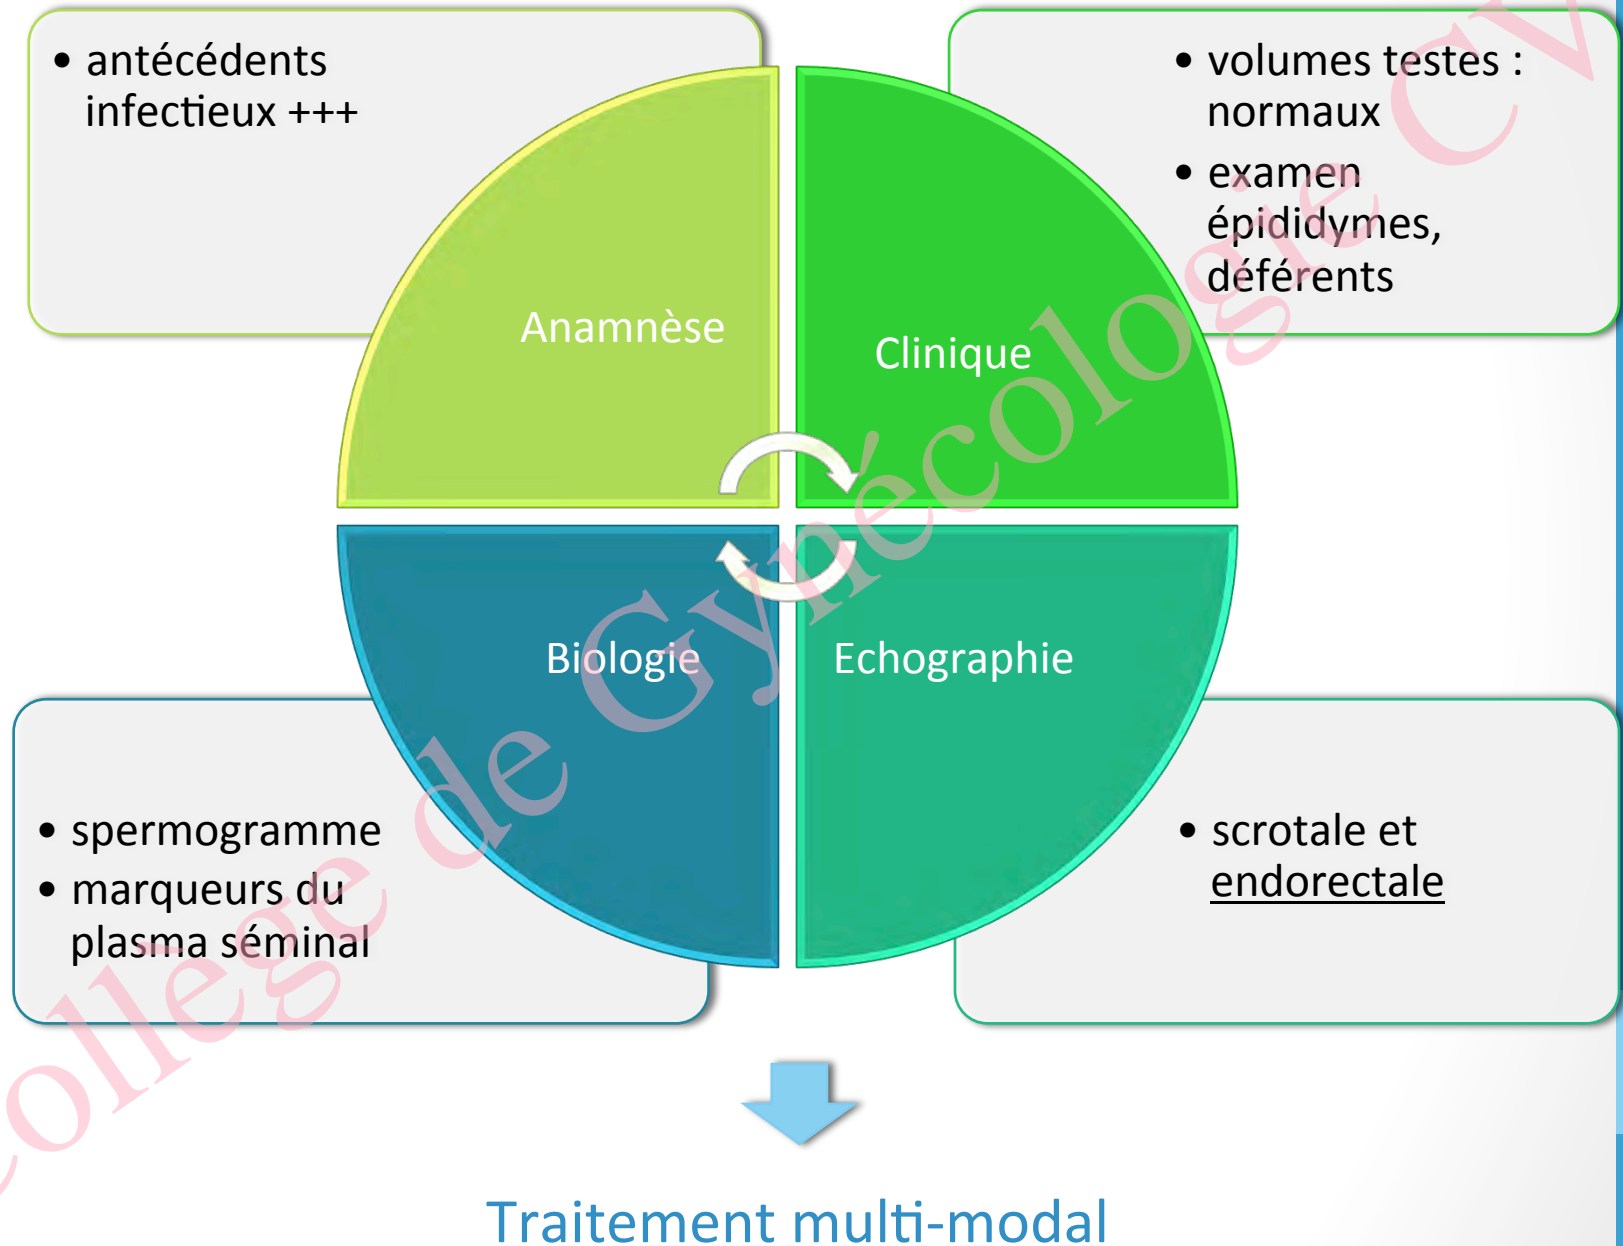 • antécédents
infectieux +++
• volumes testes :
normaux
• examen
épididymes,
déférents
Anamnèse
Clinique
Biologie
Echographie
• spermogramme
• marqueurs du
plasma séminal
• scrotale et
endorectale
Traitement multi-modal
ollège de Gynécologie CV